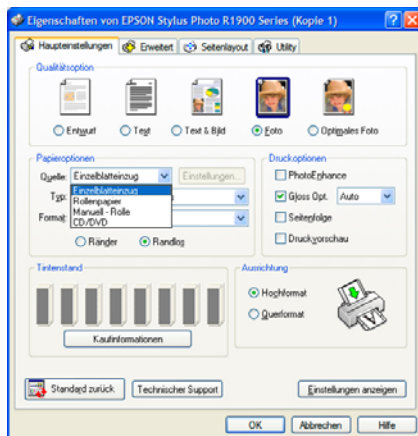 Eigenschaften von EPSON Stylus Photo R1900 Series (Kopie 1)
Haupteinstellungen Erweitert Seitenlayout Utility
Qualitätsoption
Entwurf Text Text & Bild Foto Optimales Foto
Papieroptionen
Quelle: Einzelblatteinzug Einstellungen...
Einzelblatteinzug
Rollenpapier
Manuell - Rolle
CD/DVD
Typ:
Format:
Ränder Randlos
Druckoptionen
PhotoEnhance
Gloss Opt. Auto
Seitenfolge
Druckvorschau
Tintenstand
Kaufinformationen
Ausrichtung
Hochformat
Querformat
Standard zurück. Technischer Support Einstellungen anzeigen
OK Abbrechen Hilfe